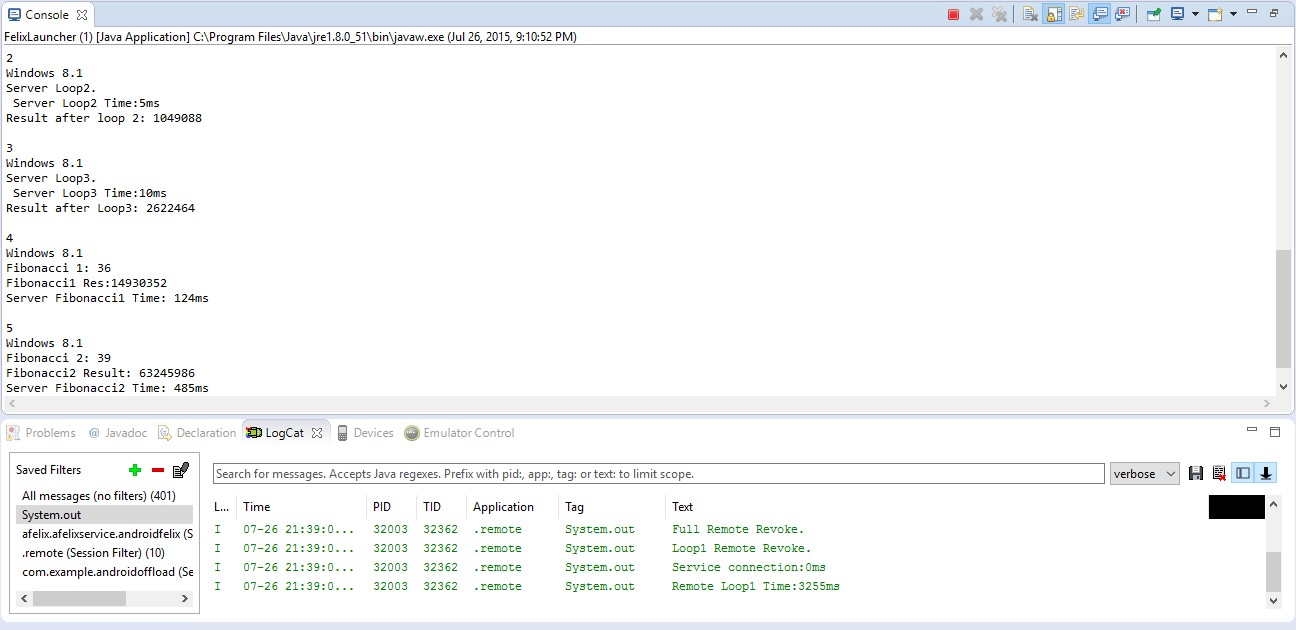 Console
FelixLauncher (1) [Java Application] C:\Program Files\Java\jre1.8.0_51\bin\javaw.exe (Jul 26, 2015, 9:10:52 PM)
2
Windows 8.1
Server Loop2.
Server Loop2 Time:5ms
Result after loop 2: 1049088
3
Windows 8.1
Server Loop3.
Server Loop3 Time:10ms
Result after Loop3: 2622464
4
Windows 8.1
Fibonacci 1: 36
Fibonacci1 Res:14930352
Server Fibonacci1 Time: 124ms
5
Windows 8.1
Fibonacci 2: 39
Fibonacci2 Result: 63245986
Server Fibonacci2 Time: 485ms
Problems @ Javadoc Declaration LogCat Devices Emulator Control
Saved Filters
All messages (no filters) (401)
System.out
afelix.afelixservice.androidfelix (S
.remote (Session Filter) (10)
com.example.androidoffload (Se
Search for messages. Accepts Java regexes. Prefix with pid:, app:, tag: or text: to limit scope.
verbose
L... Time PID TID Application Tag Text
I 07-26 21:39:0... 32003 32362 .remote System.out Full Remote Revoke.
I 07-26 21:39:0... 32003 32362 .remote System.out Loop1 Remote Revoke.
I 07-26 21:39:0... 32003 32362 .remote System.out Service connection:0ms
I 07-26 21:39:0... 32003 32362 .remote System.out Remote Loop1 Time:3255ms